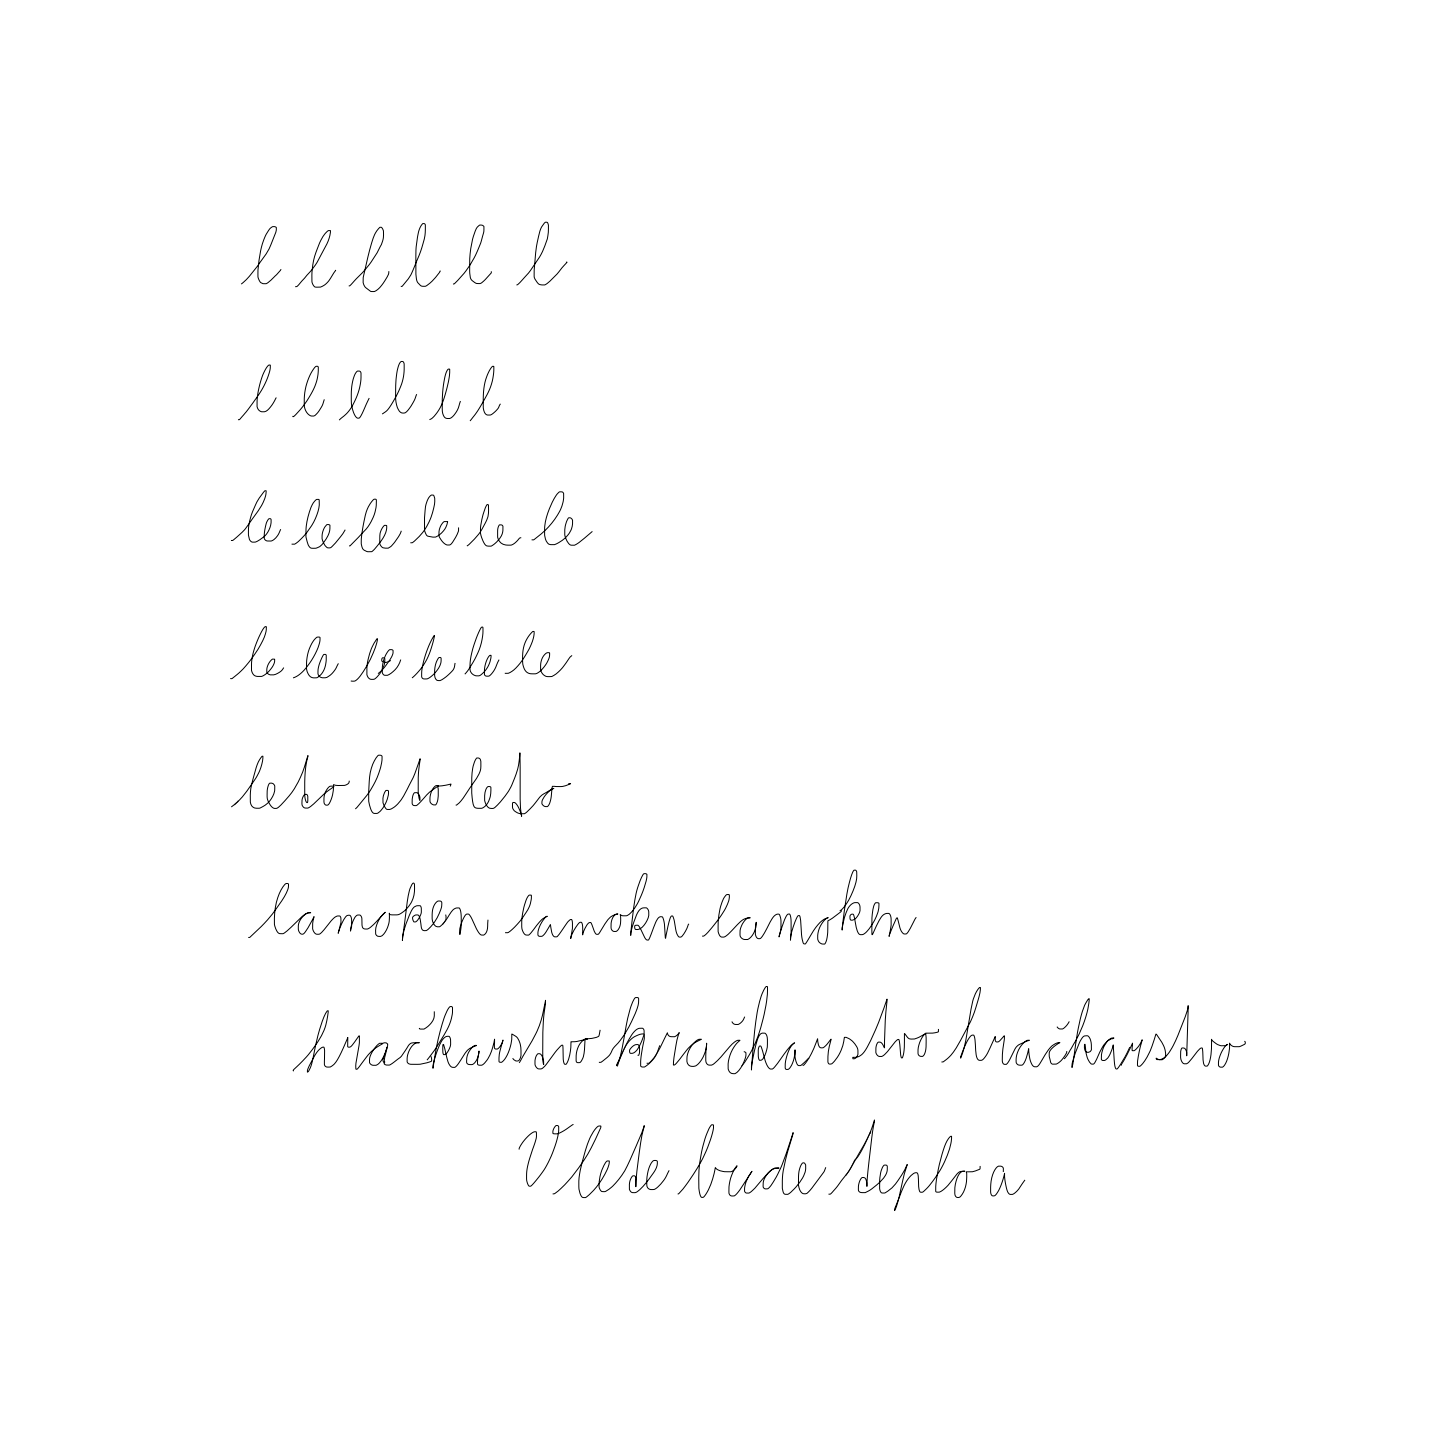 l l l l l l
l l l l l l
le le le le le le
le le le le le le
leto leto leto
lamoken lamokn lamoken
hračkarstvo kračkarstvo hračkarstvo
V lete bude teplo a